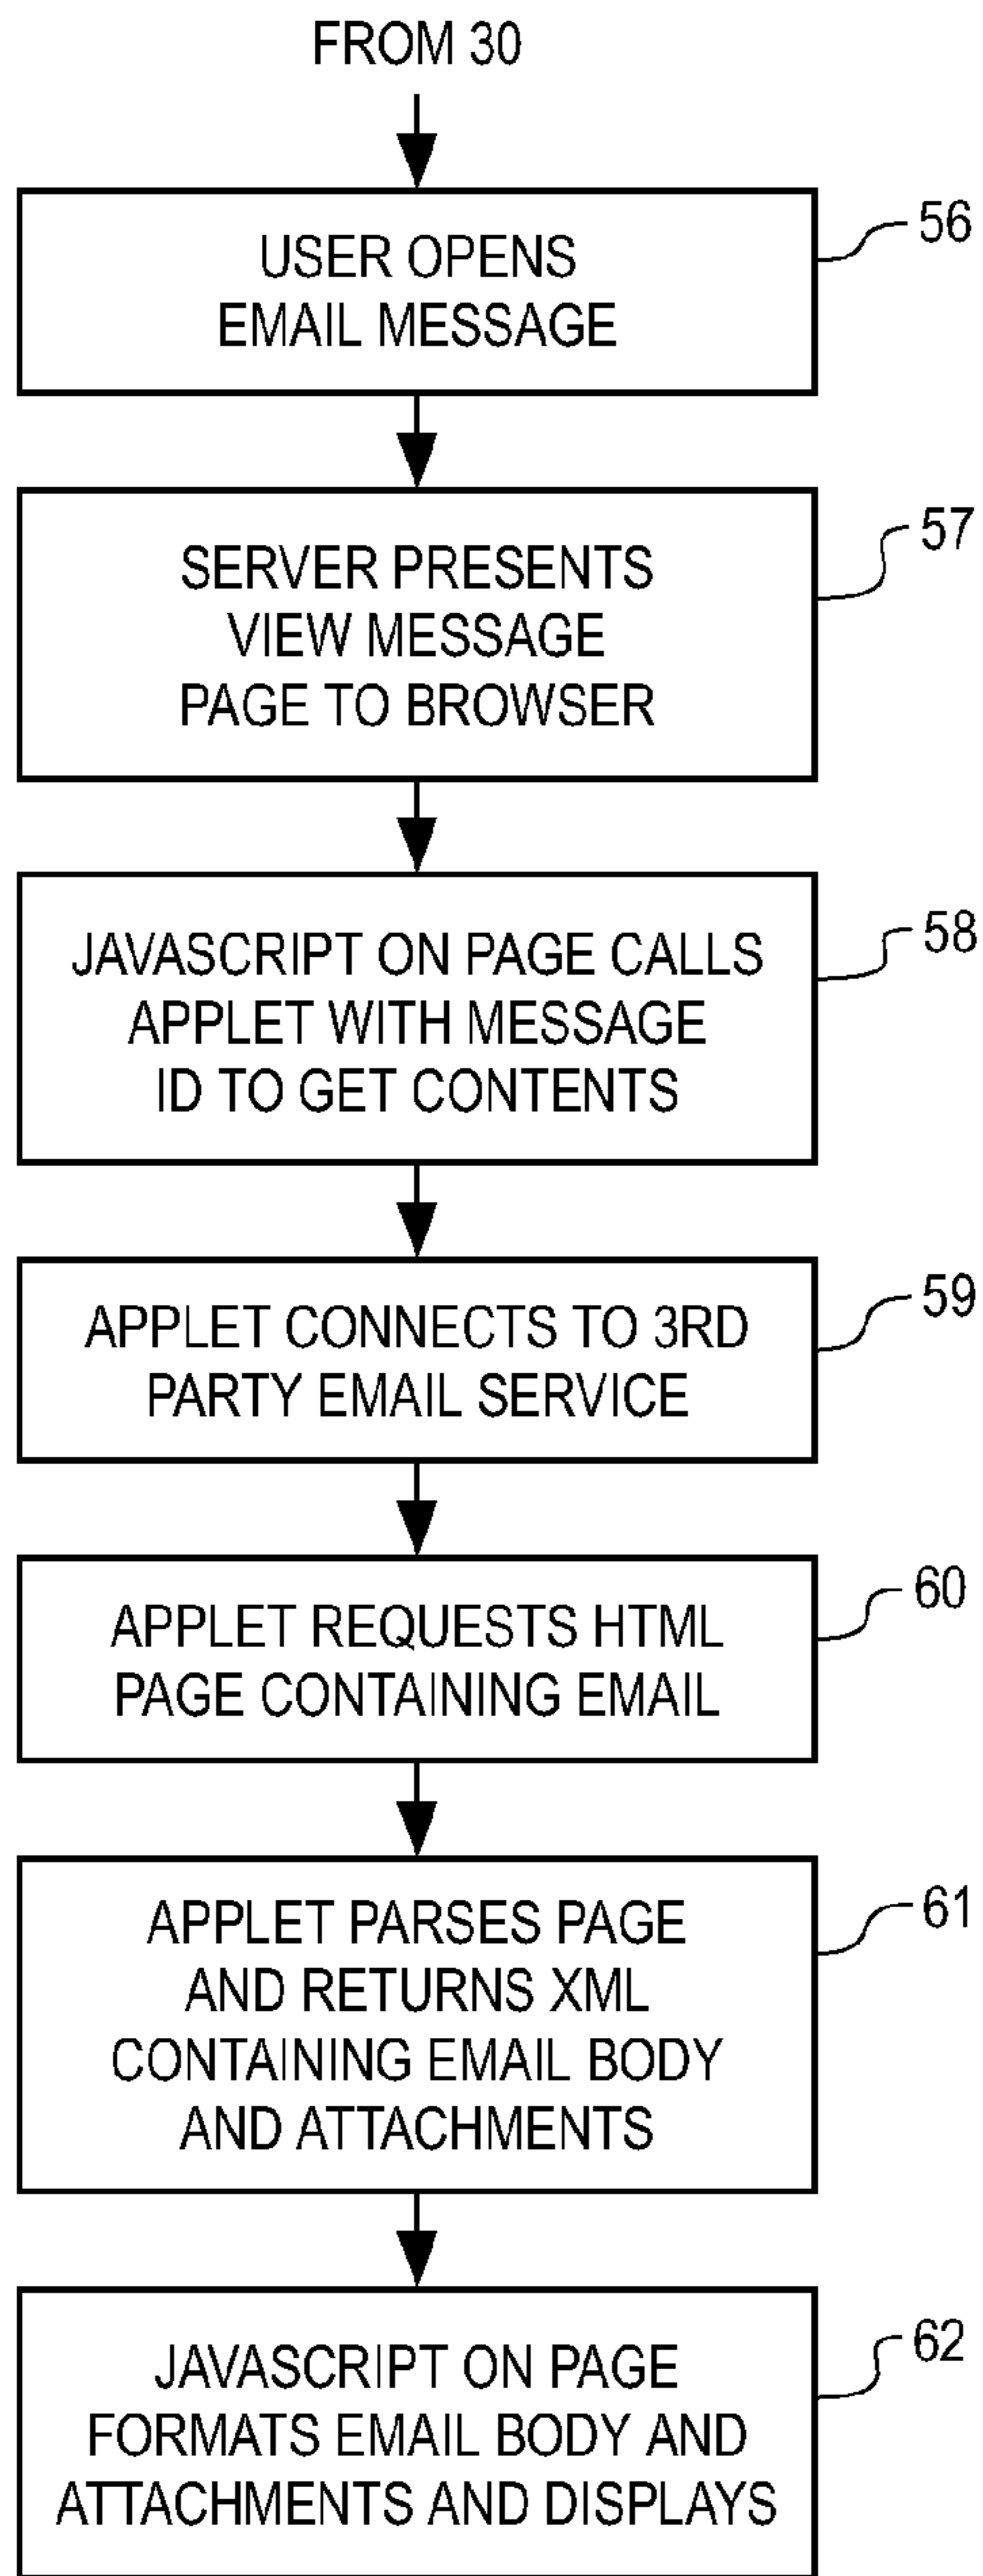 FROM 30
USER OPENS
EMAIL MESSAGE
56
SERVER PRESENTS
VIEW MESSAGE
PAGE TO BROWSER
57
JAVASCRIPT ON PAGE CALLS
APPLET WITH MESSAGE
ID TO GET CONTENTS
58
APPLET CONNECTS TO 3RD
PARTY EMAIL SERVICE
59
APPLET REQUESTS HTML
PAGE CONTAINING EMAIL
60
APPLET PARSES PAGE
AND RETURNS XML
CONTAINING EMAIL BODY
AND ATTACHMENTS
61
JAVASCRIPT ON PAGE
FORMATS EMAIL BODY AND
ATTACHMENTS AND DISPLAYS
62